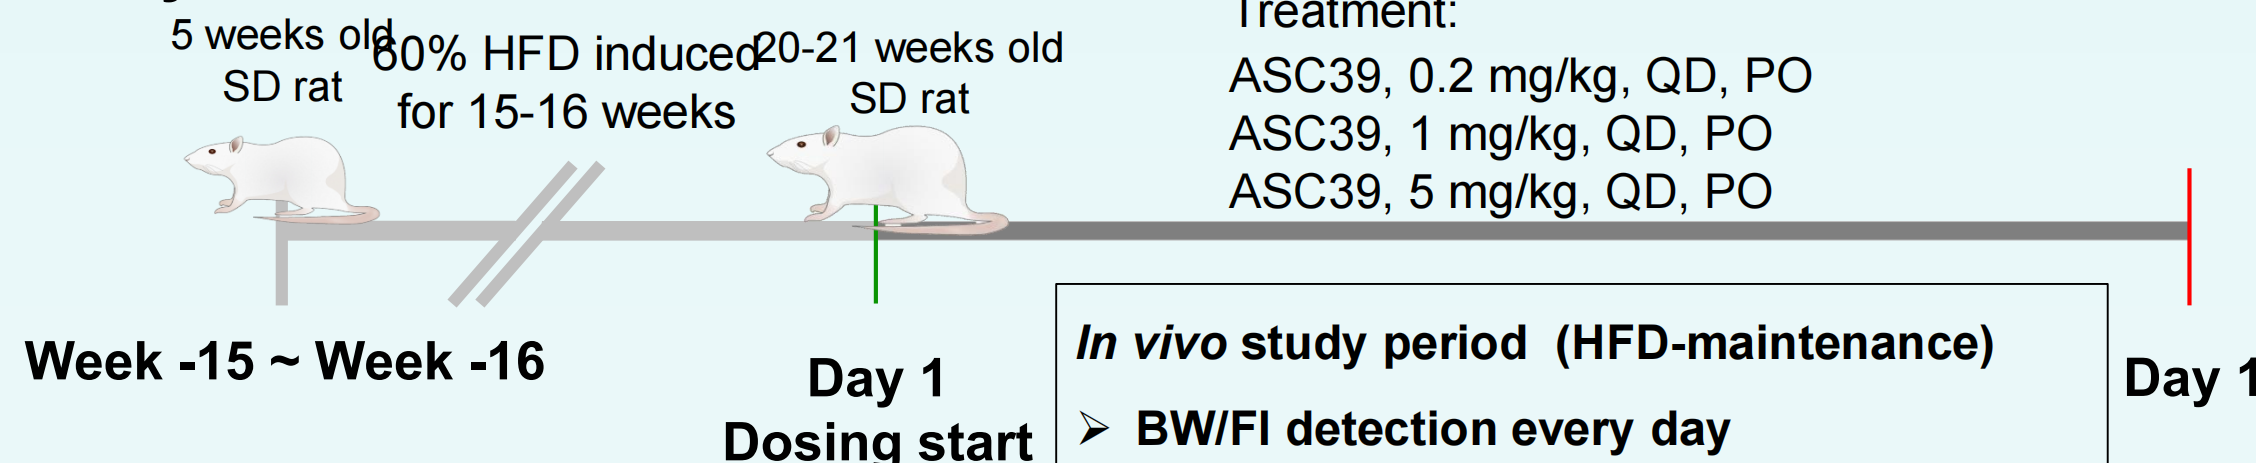 5 weeks old
SD rat
60% HFD induced
for 15-16 weeks
20-21 weeks old
SD rat
Treatment:
ASC39, 0.2 mg/kg, QD, PO
ASC39, 1 mg/kg, QD, PO
ASC39, 5 mg/kg, QD, PO
Week -15 ~ Week -16
Day 1
Dosing start
In vivo study period (HFD-maintenance)
➢ BW/FI detection every day
Day 1